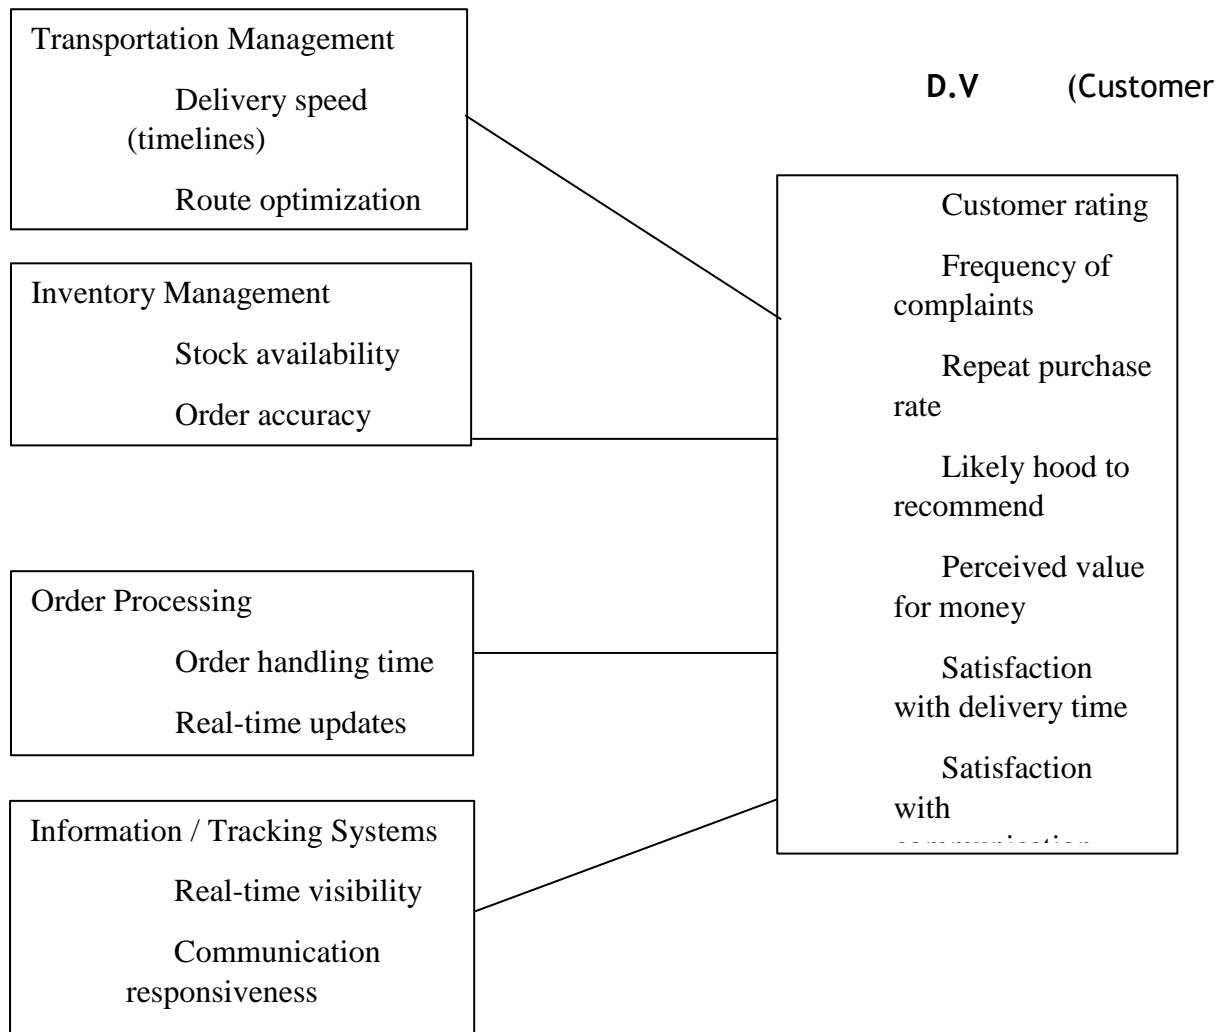 Transportation Management
Delivery speed
(timelines)
Route optimization
Inventory Management
Stock availability
Order accuracy
Order Processing
Order handling time
Real-time updates
Information / Tracking Systems
Real-time visibility
Communication
responsiveness
D.V (Customer
Customer rating
Frequency of
complaints
Repeat purchase
rate
Likely hood to
recommend
Perceived value
for money
Satisfaction
with delivery time
Satisfaction
with